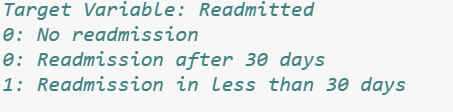 Target Variable: Readmitted
0: No readmission
0: Readmission after 30 days
1: Readmission in less than 30 days